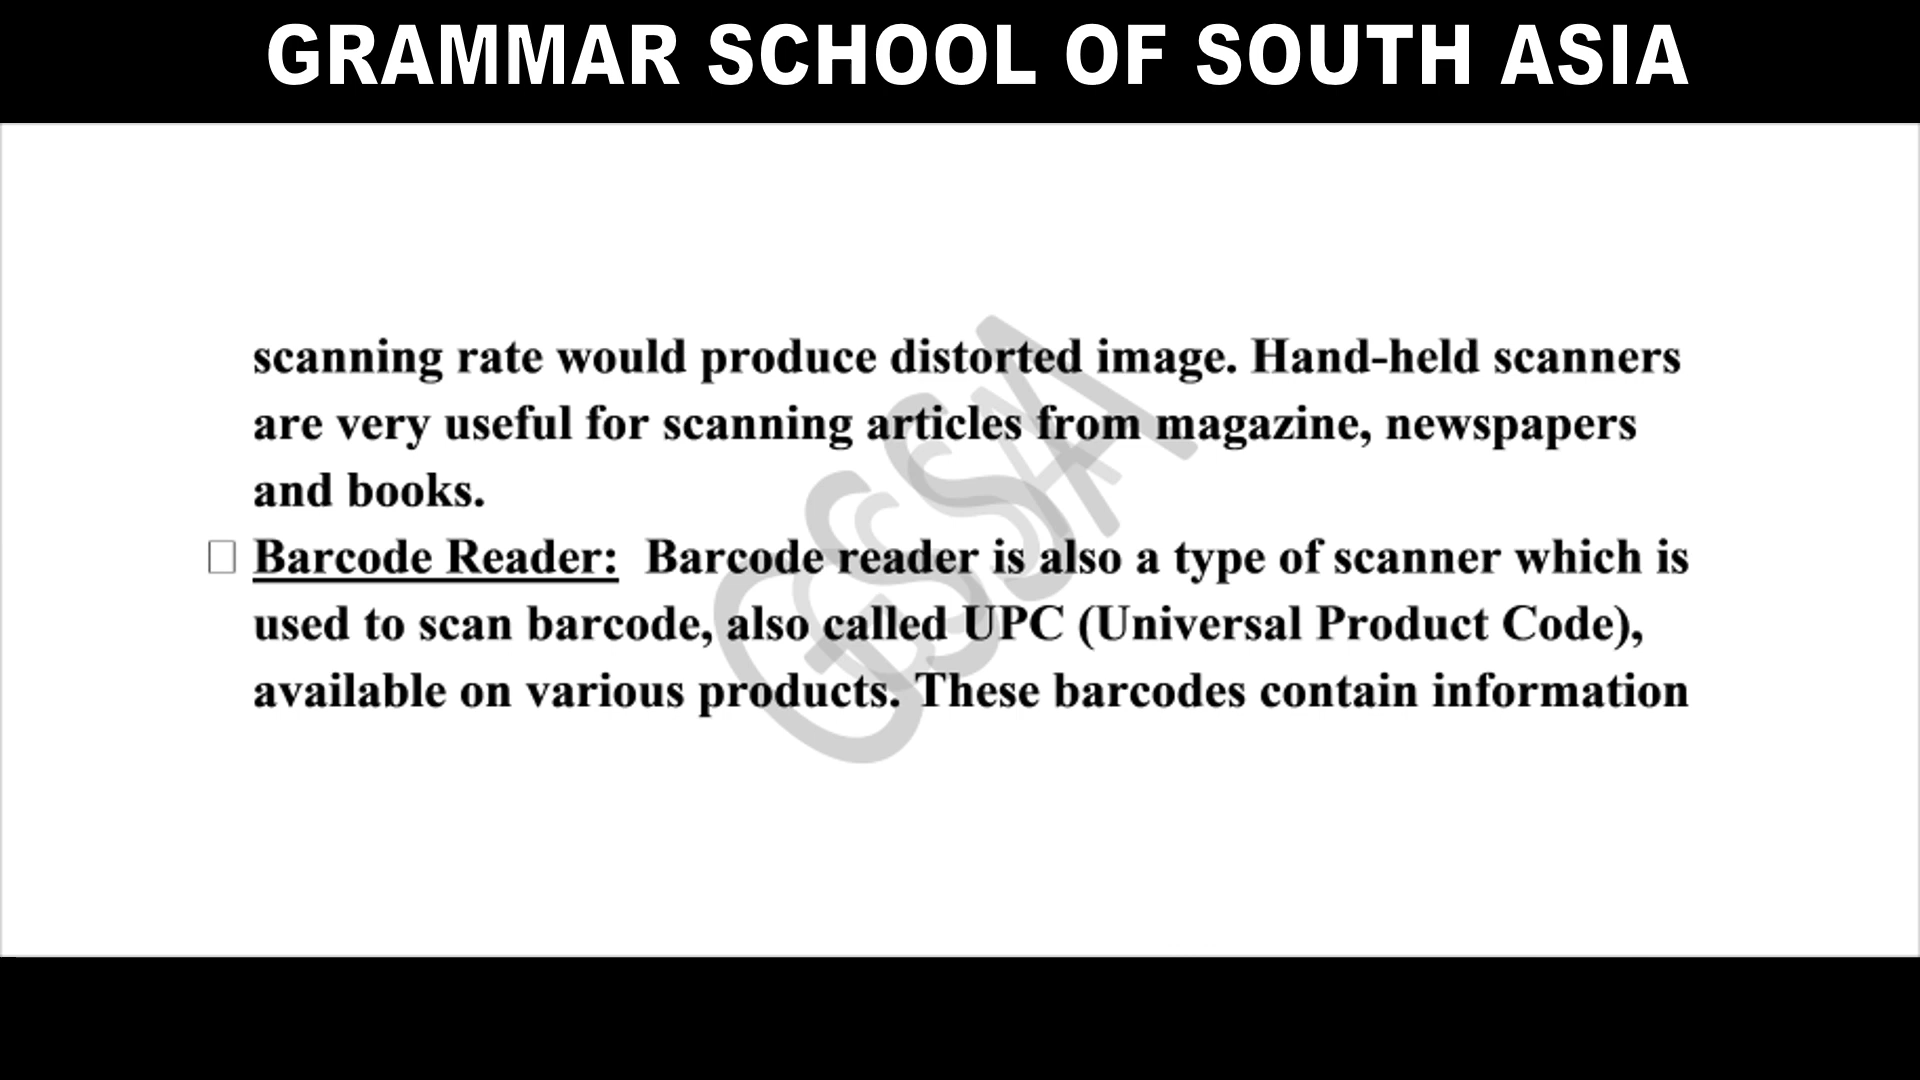 GRAMMAR SCHOOL OF SOUTH ASIA
scanning rate would produce distorted image. Hand-held scanners
are very useful for scanning articles from magazine, newspapers
and books.
Barcode Reader:  Barcode reader is also a type of scanner which is
used to scan barcode, also called UPC (Universal Product Code),
available on various products. These barcodes contain information
GSSA